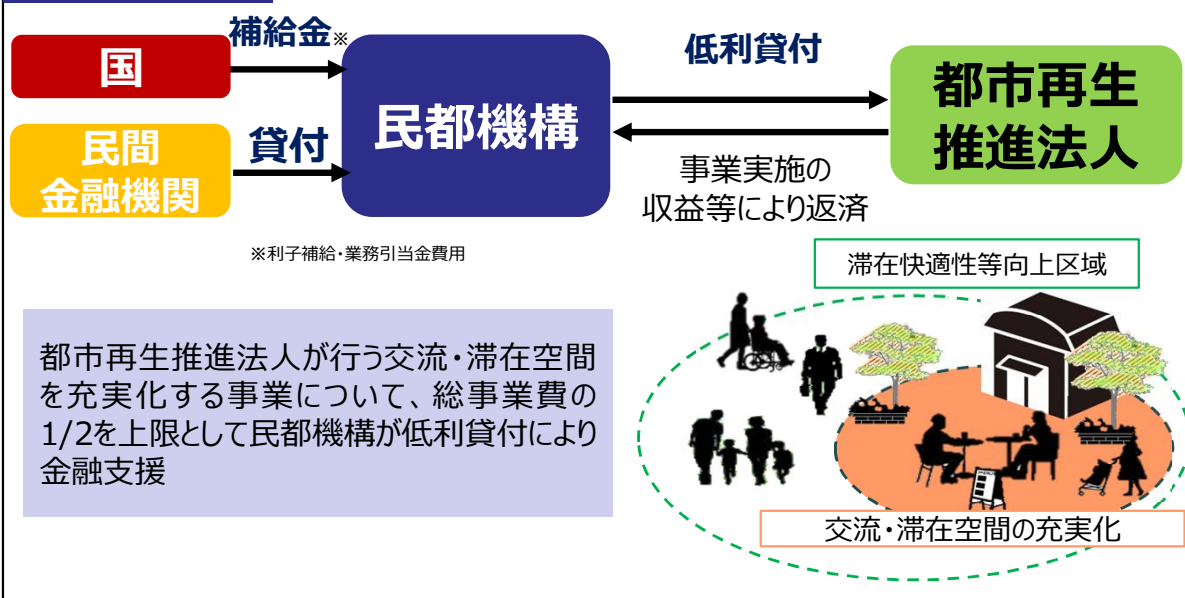 補給金※
国
低利貸付
都市再生
推進法人
民都機構
民間
金融機関
貸付
事業実施の
収益等により返済
※利子補給・業務引当金費用
滞在快適性等向上区域
都市再生推進法人が行う交流・滞在空間
を充実化する事業について、総事業費の
1/2を上限として民都機構が低利貸付により
金融支援
交流・滞在空間の充実化